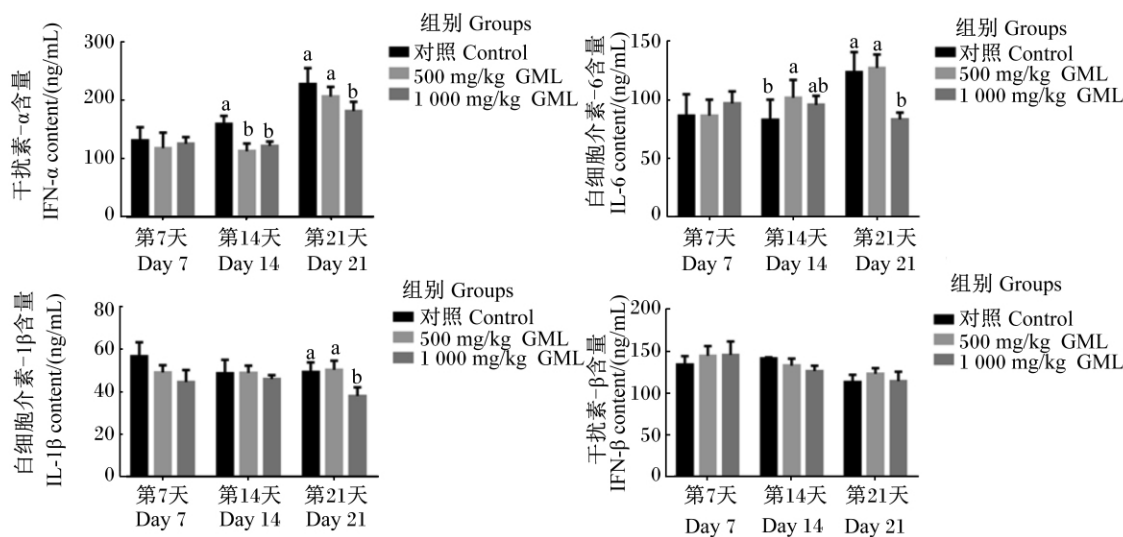 组别 Groups
对照 Control
500 mg/kg GML
1 000 mg/kg GML
干扰素-α含量
IFN-α content/(ng/mL)
300
200
100
0
a
b b
a
a
b
第7天
Day 7
第14天
Day 14
第21天
Day 21
组别 Groups
对照 Control
500 mg/kg GML
1 000 mg/kg GML
白细胞介素-6含量
IL-6 content/(ng/mL)
150
100
50
0
b
a
ab
a a
b
第7天
Day 7
第14天
Day 14
第21天
Day 21
组别 Groups
对照 Control
500 mg/kg GML
1 000 mg/kg GML
白细胞介素-1β含量
IL-1β content/(ng/mL)
80
60
40
20
0
a a
b
第7天
Day 7
第14天
Day 14
第21天
Day 21
组别 Groups
对照 Control
500 mg/kg GML
1 000 mg/kg GML
干扰素-β含量
IFN-β content/(ng/mL)
200
150
100
50
0
第7天
Day 7
第14天
Day 14
第21天
Day 21